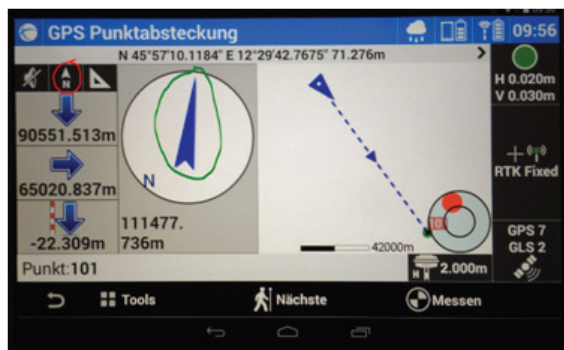 GPS Punktabsteckung
09:56
N 45°57'10.1184" E 12°29'42.7675" 71.276m
H 0.020m
V 0.030m
N
90551.513m
65020.837m
RTK Fixed
N
111477.
736m
-22.309m
101
42000m
GPS 7
GLS 2
Punkt:101
2.000m
Tools
Nächste
Messen